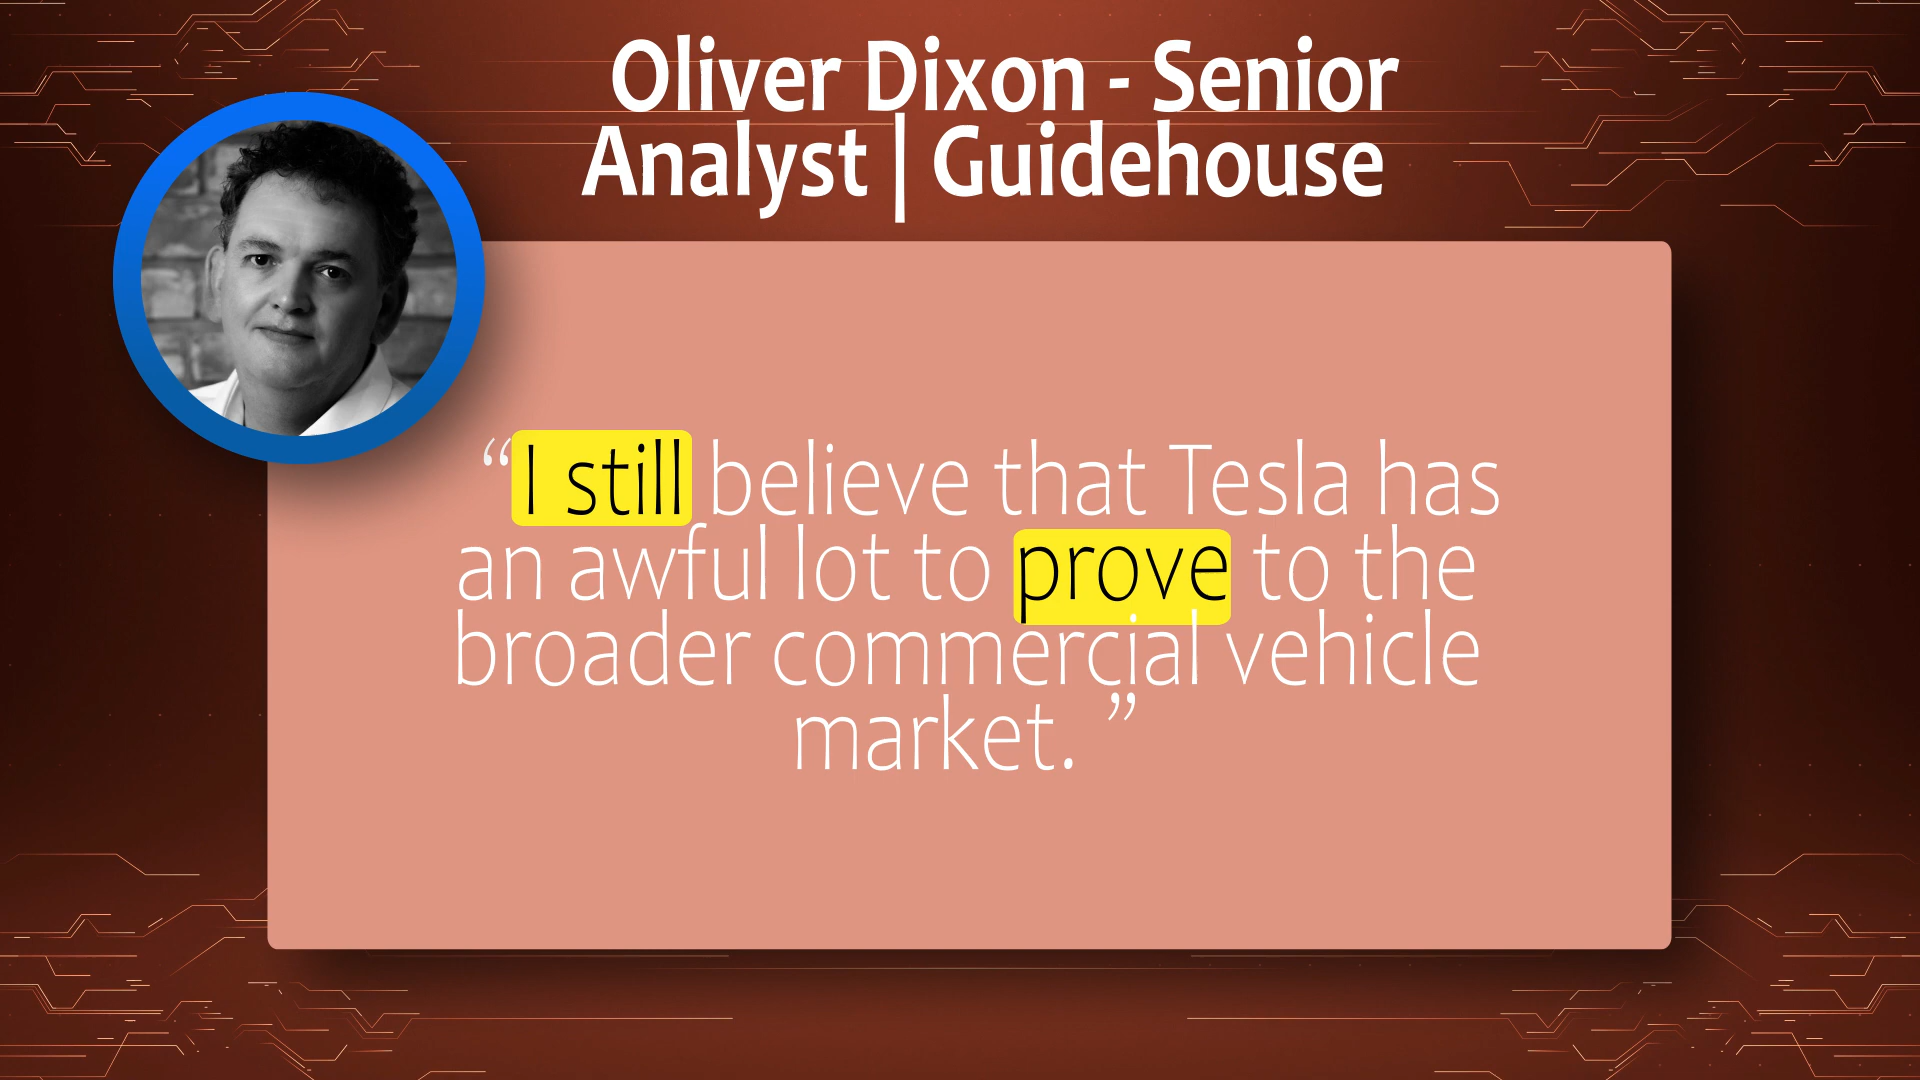 Oliver Dixon - Senior
Analyst | Guidehouse
“I still believe that Tesla has
an awful lot to prove to the
broader commercial vehicle
market. ”